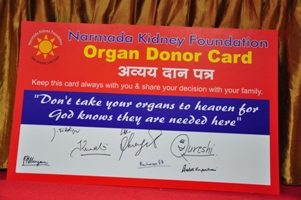 Narmada Kidney Foundation
Organ Donor Card
अव्यय दान पत्र
Keep this card always with you & share your decision with your family.
"Don't take your organs to heaven for
God knows they are needed here"
Qureshi